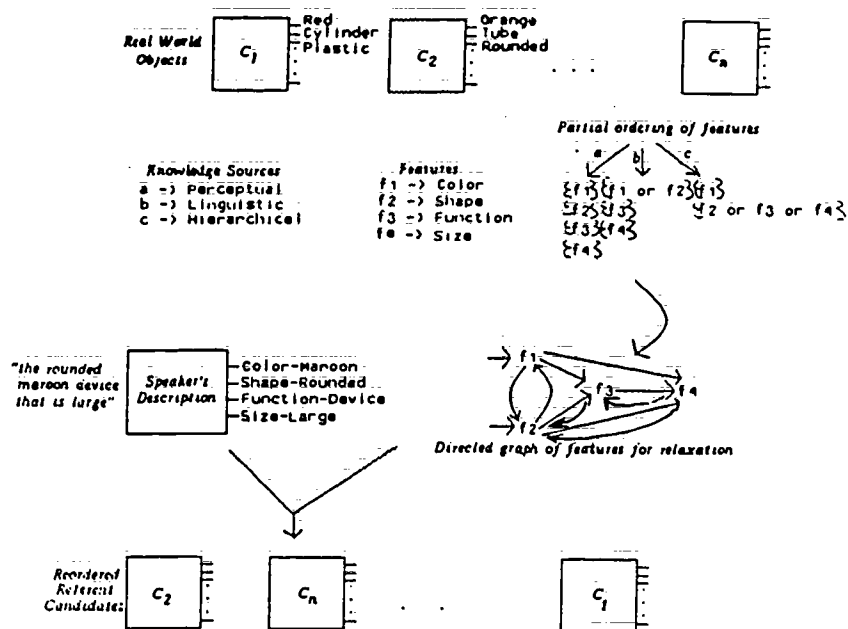 Real World
Objects
C1
Red
Cylinder
Plastic
C2
Orange
Tube
Rounded
. . .
Cn
Partial ordering of features
a
b
c
Knowledge Sources
a -> Perceptual
b -> Linguistic
c -> Hierarchical
Features
f1 -> Color
f2 -> Shape
f3 -> Function
f4 -> Size
{f1}{f1 or f2}{f1}
{f2}{f3} {f2 or f3 or f4}
{f3}{f4}
{f4}
"the rounded
maroon device
that is large"
Speaker's
Description
Color-Maroon
Shape-Rounded
Function-Device
Size-Large
f1
f3
f4
f2
Directed graph of features for relaxation
Reordered
Referent
Candidates
C2
Cn
. .
C1